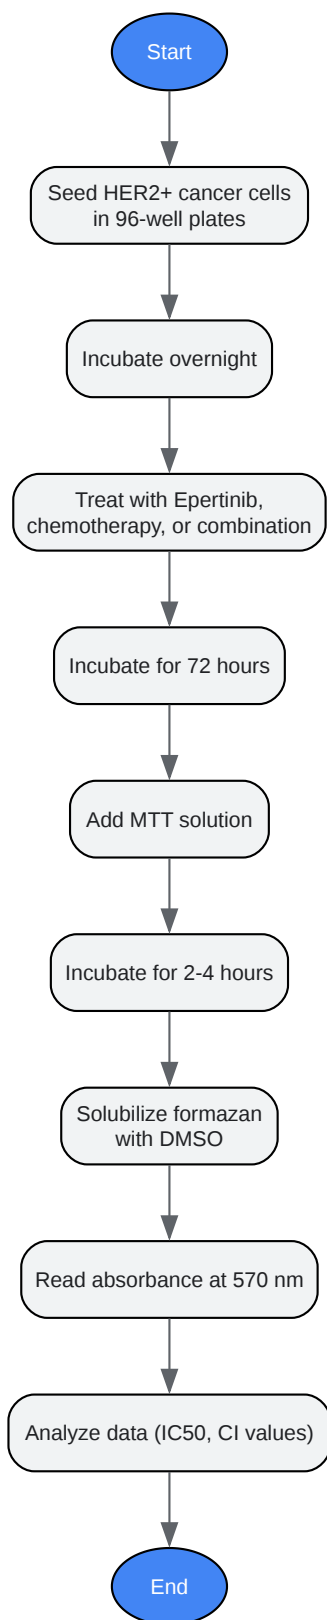 Start
Seed HER2+ cancer cells
in 96-well plates
Incubate overnight
Treat with Epertinib,
chemotherapy, or combination
Incubate for 72 hours
Add MTT solution
Incubate for 2-4 hours
Solubilize formazan
with DMSO
Read absorbance at 570 nm
Analyze data (IC50, CI values)
End